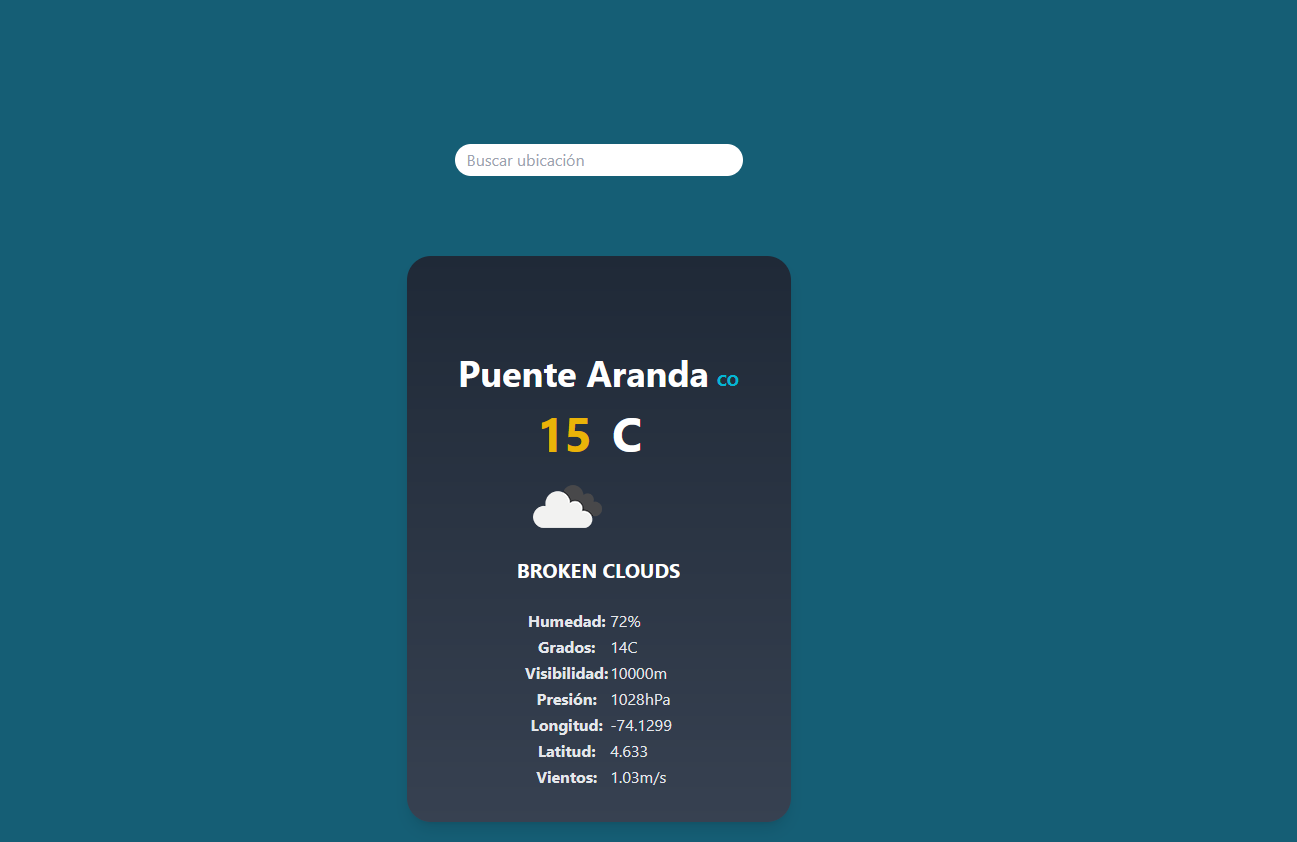 Buscar ubicación
Puente Aranda CO
15 C
BROKEN CLOUDS
Humedad: 72%
Grados: 14C
Visibilidad: 10000m
Presión: 1028hPa
Longitud: -74.1299
Latitud: 4.633
Vientos: 1.03m/s